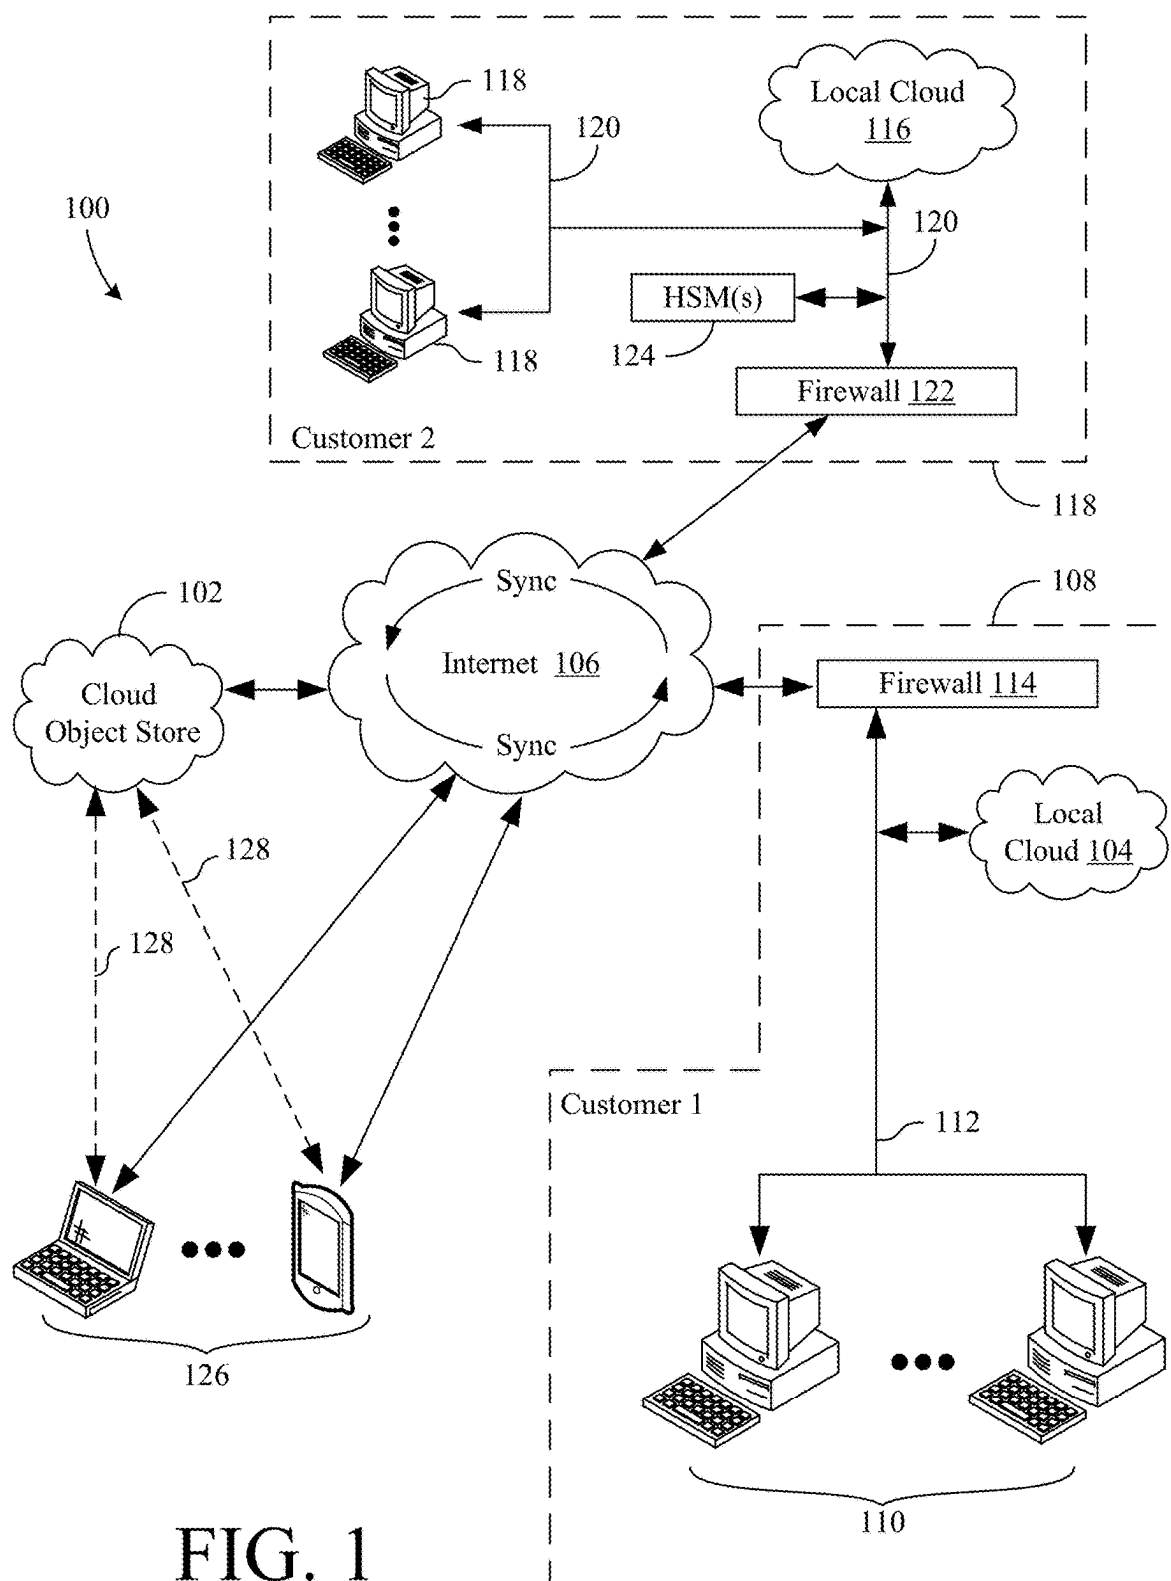 118
120
Local Cloud
116
100
120
HSM(s)
124
118
Firewall 122
Customer 2
118
Sync
102
108
Internet 106
Cloud
Object Store
Firewall 114
Sync
Local
Cloud 104
128
128
Customer 1
112
126
110
FIG. 1